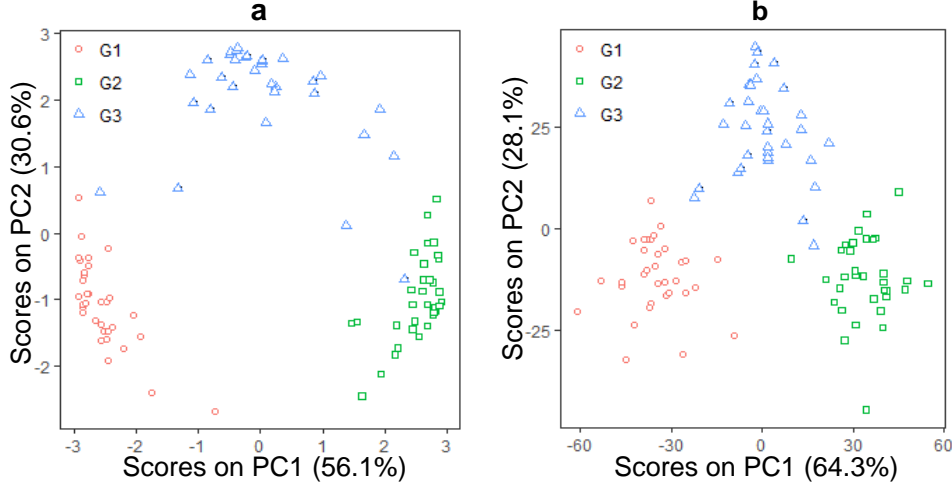 a
b
G1
G2
G3
3
2
1
0
-1
-2
-3
-2
-1
0
1
2
3
Scores on PC1 (56.1%)
Scores on PC2 (30.6%)
G1
G2
G3
25
0
-25
-60
-30
0
30
60
Scores on PC1 (64.3%)
Scores on PC2 (28.1%)